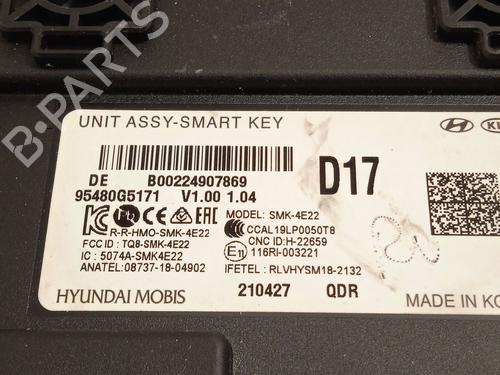 UNIT ASSY-SMART KEY
HYUNDAI
DE B00224907869
95480G5171 V1.00 1.04
D17
R-R-HMO-SMK-4E22
FCC ID : TQ8-SMK-4E22
IC : 5074A-SMK4E22
ANATEL:08737-18-04902
MODEL: SMK-4E22
CCAL19LP0050T8
CNC ID:H-22659
E11 116RI-003221
IFETEL : RLVHYSM18-2132
HYUNDAI MOBIS
210427 QDR
MADE IN KO
B-PARTS